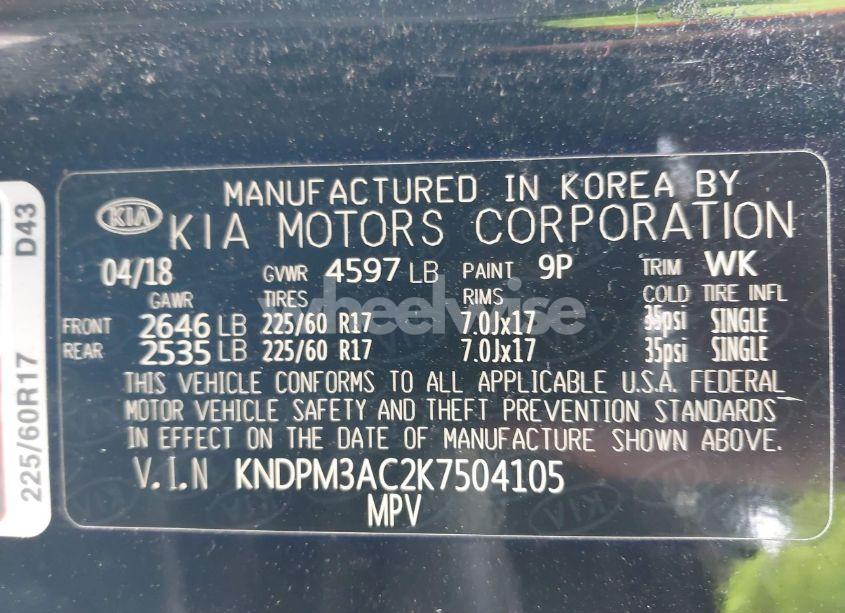 MANUFACTURED IN KOREA BY
KIA KIA MOTORS CORPORATION
04/18 GVWR 4597 LB PAINT 9P TRIM WK
GAWR TIRES RIMS COLD TIRE INFL
FRONT 2646 LB 225/60 R17 7.0Jx17 35psi SINGLE
REAR 2535 LB 225/60 R17 7.0Jx17 35psi SINGLE
THIS VEHICLE CONFORMS TO ALL APPLICABLE U.S.A. FEDERAL
MOTOR VEHICLE SAFETY AND THEFT PREVENTION STANDARDS
IN EFFECT ON THE DATE OF MANUFACTURE SHOWN ABOVE.
V.I.N KNDPM3AC2K7504105
MPV
225/60R17 D43
wheelwise